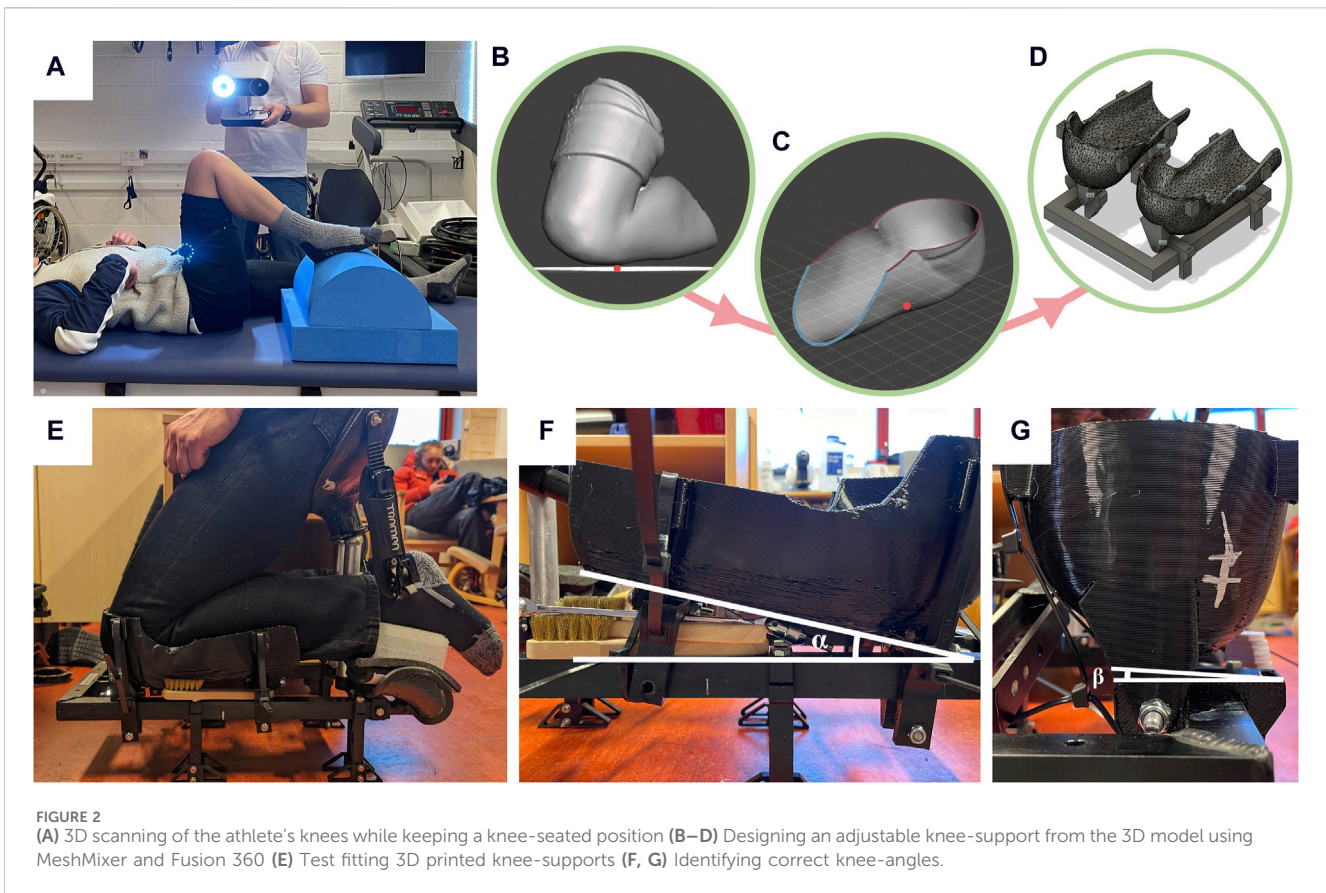 A
B
C
D
E
F
G
α
β
FIGURE 2
(A) 3D scanning of the athlete's knees while keeping a knee-seated position (B–D) Designing an adjustable knee-support from the 3D model using
MeshMixer and Fusion 360 (E) Test fitting 3D printed knee-supports (F, G) Identifying correct knee-angles.